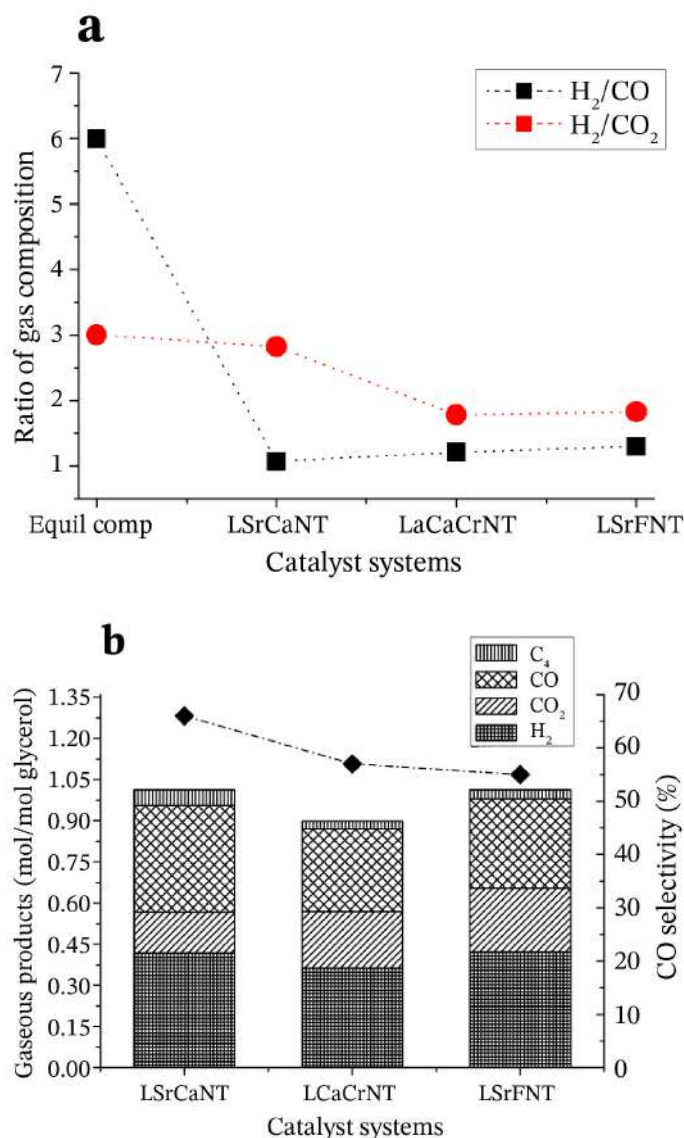 a
7
6
5
4
3
2
1
Ratio of gas composition
H₂/CO
H₂/CO₂
Equil comp LSrCaNT LaCaCrNT LSrFNT
Catalyst systems
b
C₄
CO
CO₂
H₂
1.35
1.20
1.05
0.90
0.75
0.60
0.45
0.30
0.15
0.00
Gaseous products (mol/mol glycerol)
70
60
50
40
30
20
10
0
CO selectivity (%)
LSrCaNT LCaCrNT LSrFNT
Catalyst systems